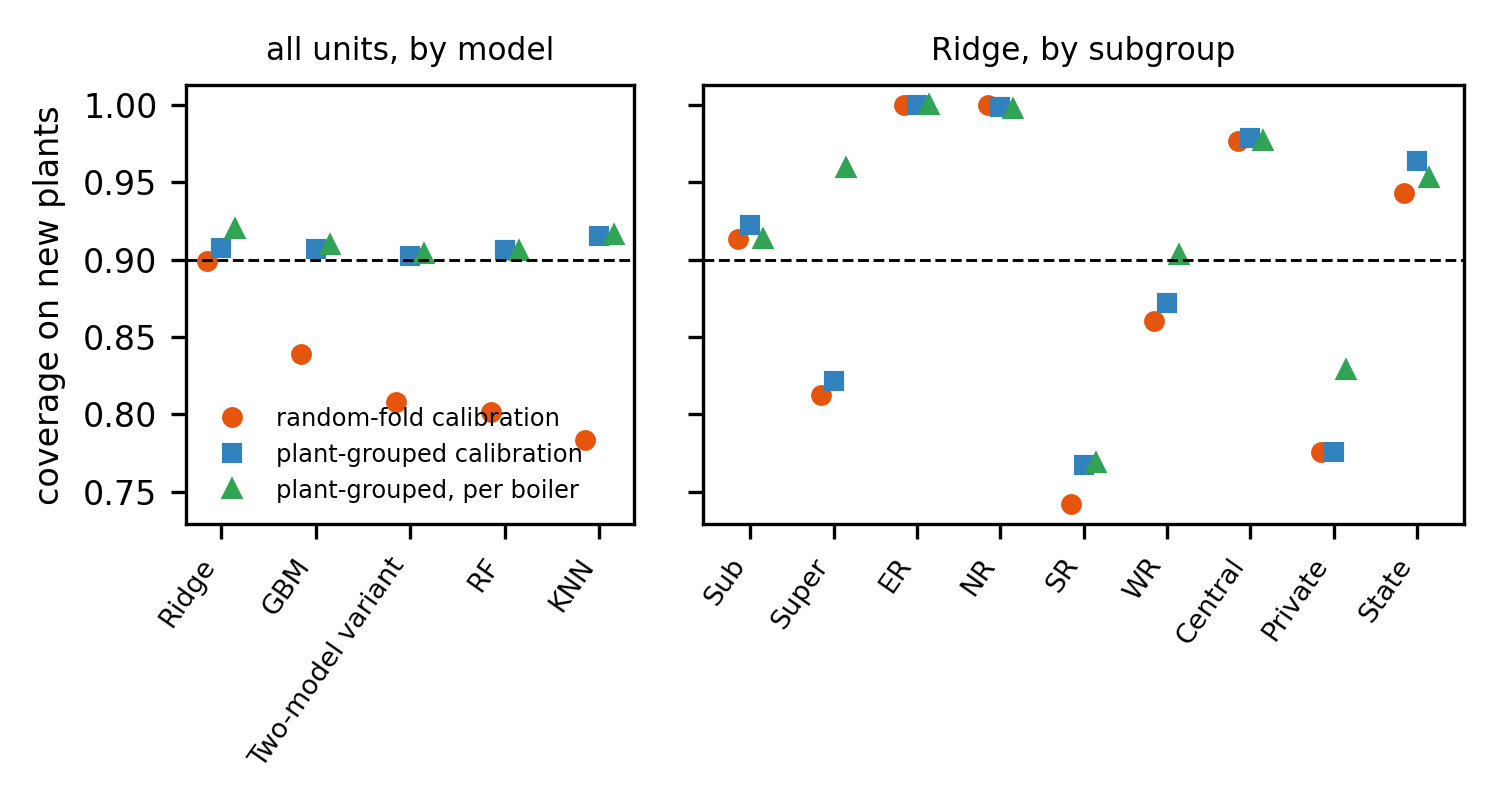 all units, by model
Ridge, by subgroup
coverage on new plants
1.00
0.95
0.90
0.85
0.80
0.75
random-fold calibration
plant-grouped calibration
plant-grouped, per boiler
Ridge
GBM
Two-model variant
RF
KNN
Sub
Super
ER
NR
SR
WR
Central
Private
State